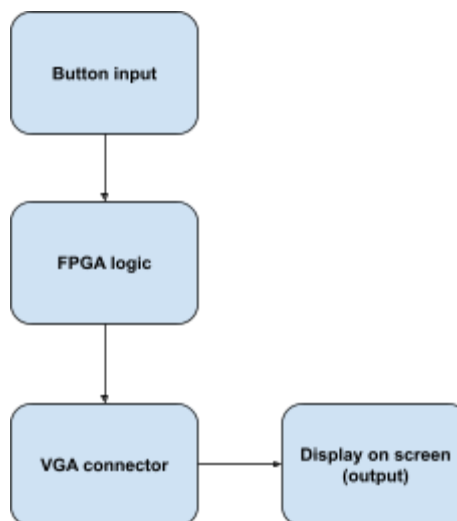 Button input
FPGA logic
VGA connector
Display on screen
(output)